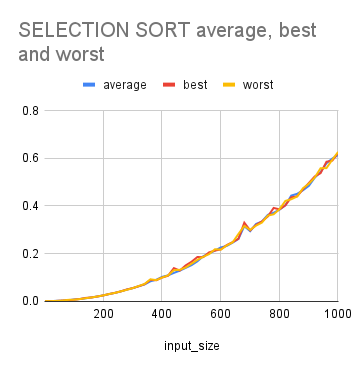 SELECTION SORT average, best
and worst
average best worst
0.8
0.6
0.4
0.2
0.0
200 400 600 800 1000
input_size